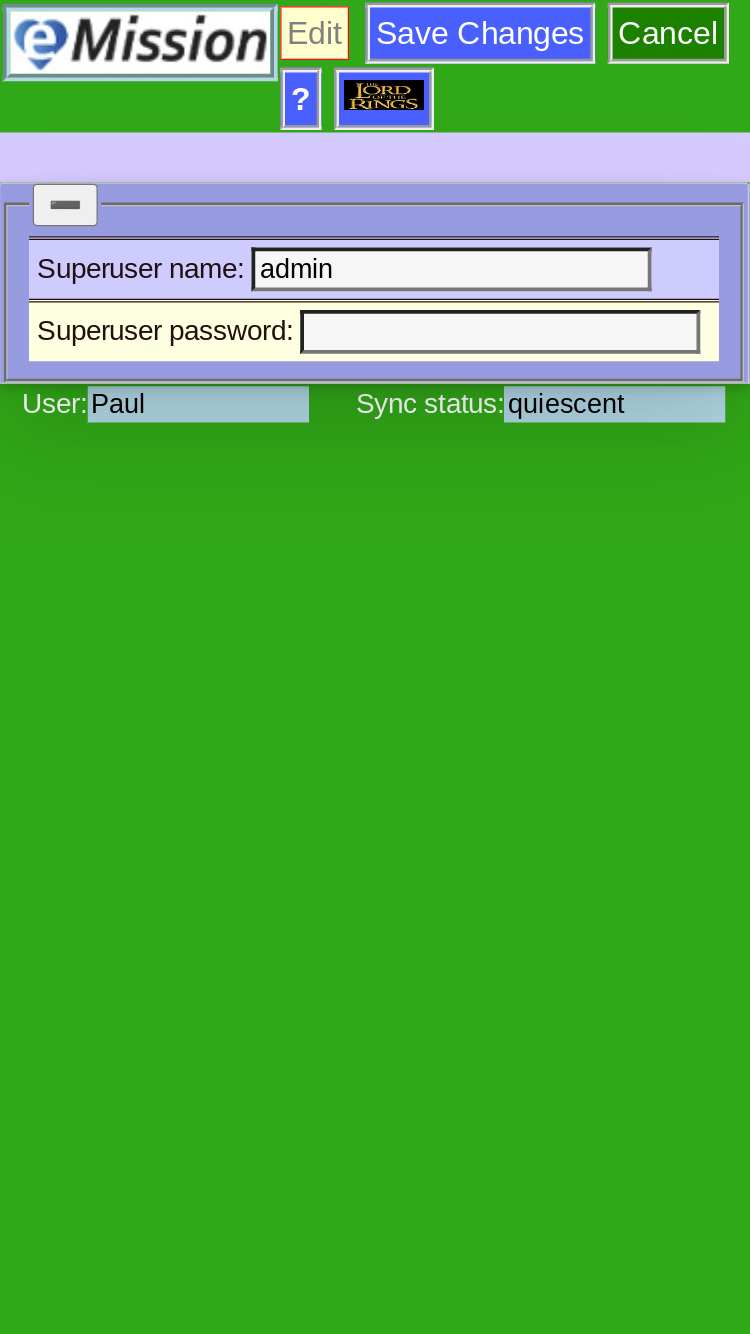 eMission Edit Save Changes Cancel
? THE LORD OF THE RINGS
Superuser name: admin
Superuser password:
User: Paul Sync status: quiescent